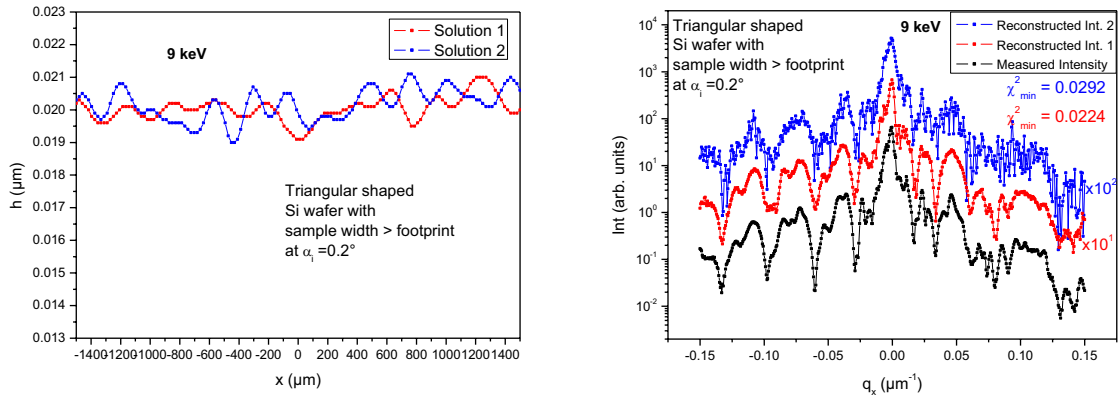 0.023
0.022
0.021
0.020
0.019
0.018
0.017
0.016
0.015
0.014
0.013
h (µm)
9 keV
Solution 1
Solution 2
Triangular shaped
Si wafer with
sample width > footprint
at αi =0.2°
-1400 -1200 -1000 -800 -600 -400 -200 0 200 400 600 800 1000 1200 1400
x (µm)
10^4
10^3
10^2
10^1
10^0
10^-1
10^-2
Int (arb. units)
Triangular shaped
Si wafer with
sample width > footprint
at αi=0.2°
9 keV
Reconstructed Int. 2
Reconstructed Int. 1
Measured Intensity
χ²min = 0.0292
χ²min = 0.0224
x10^2
x10^1
-0.15 -0.10 -0.05 0.00 0.05 0.10 0.15
qx (µm^-1)